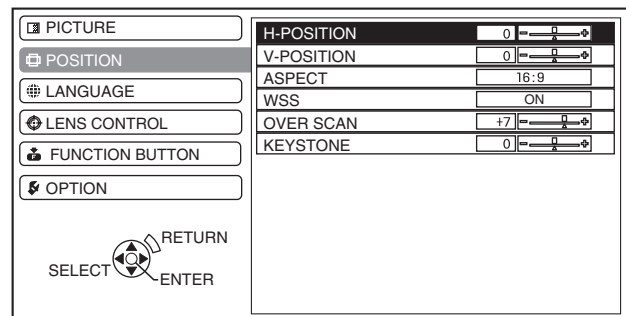 PICTURE
POSITION
LANGUAGE
LENS CONTROL
FUNCTION BUTTON
OPTION
SELECT
RETURN
ENTER
H-POSITION 0
V-POSITION 0
ASPECT 16:9
WSS ON
OVER SCAN +7
KEYSTONE 0